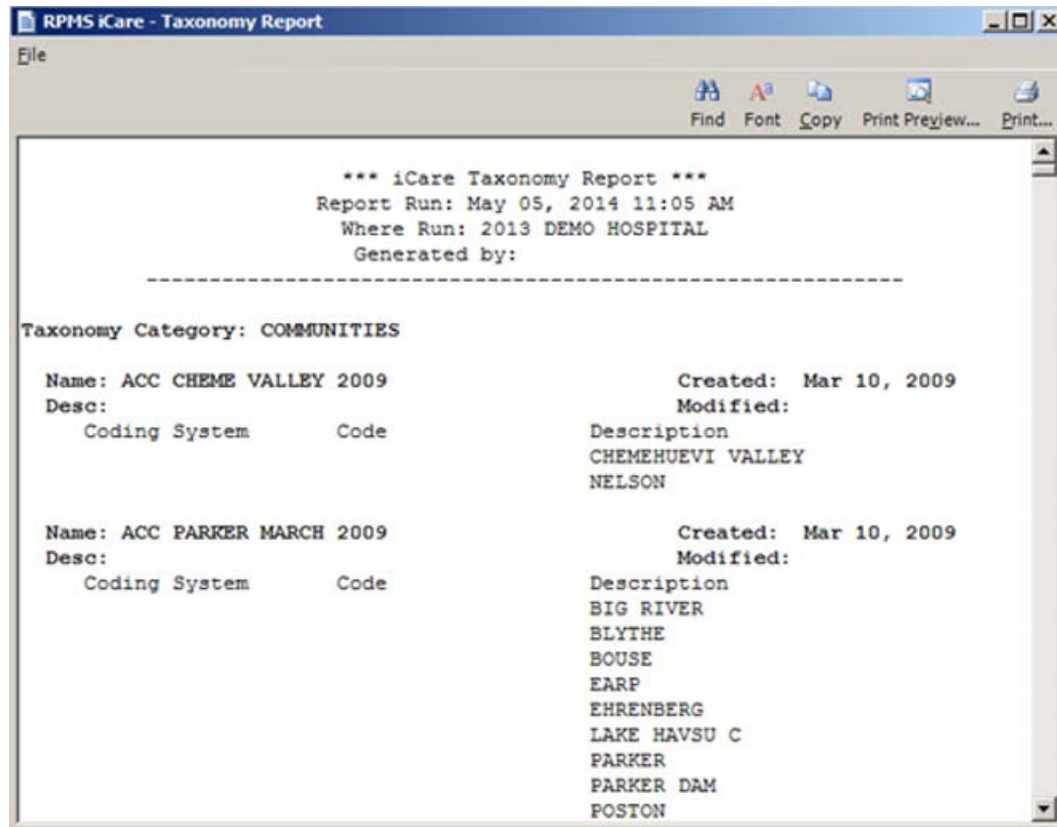 RPMS iCare - Taxonomy Report
File
Find Font Copy Print Preview... Print...
*** iCare Taxonomy Report ***
Report Run: May 05, 2014 11:05 AM
Where Run: 2013 DEMO HOSPITAL
Generated by:
---------------------------------------------------------------
Taxonomy Category: COMMUNITIES
Name: ACC CHEME VALLEY 2009 Created: Mar 10, 2009
Desc: Modified:
Coding System Code Description
CHEMEHUEVI VALLEY
NELSON
Name: ACC PARKER MARCH 2009 Created: Mar 10, 2009
Desc: Modified:
Coding System Code Description
BIG RIVER
BLYTHE
BOUSE
EARP
EHRENBERG
LAKE HAVSU C
PARKER
PARKER DAM
POSTON